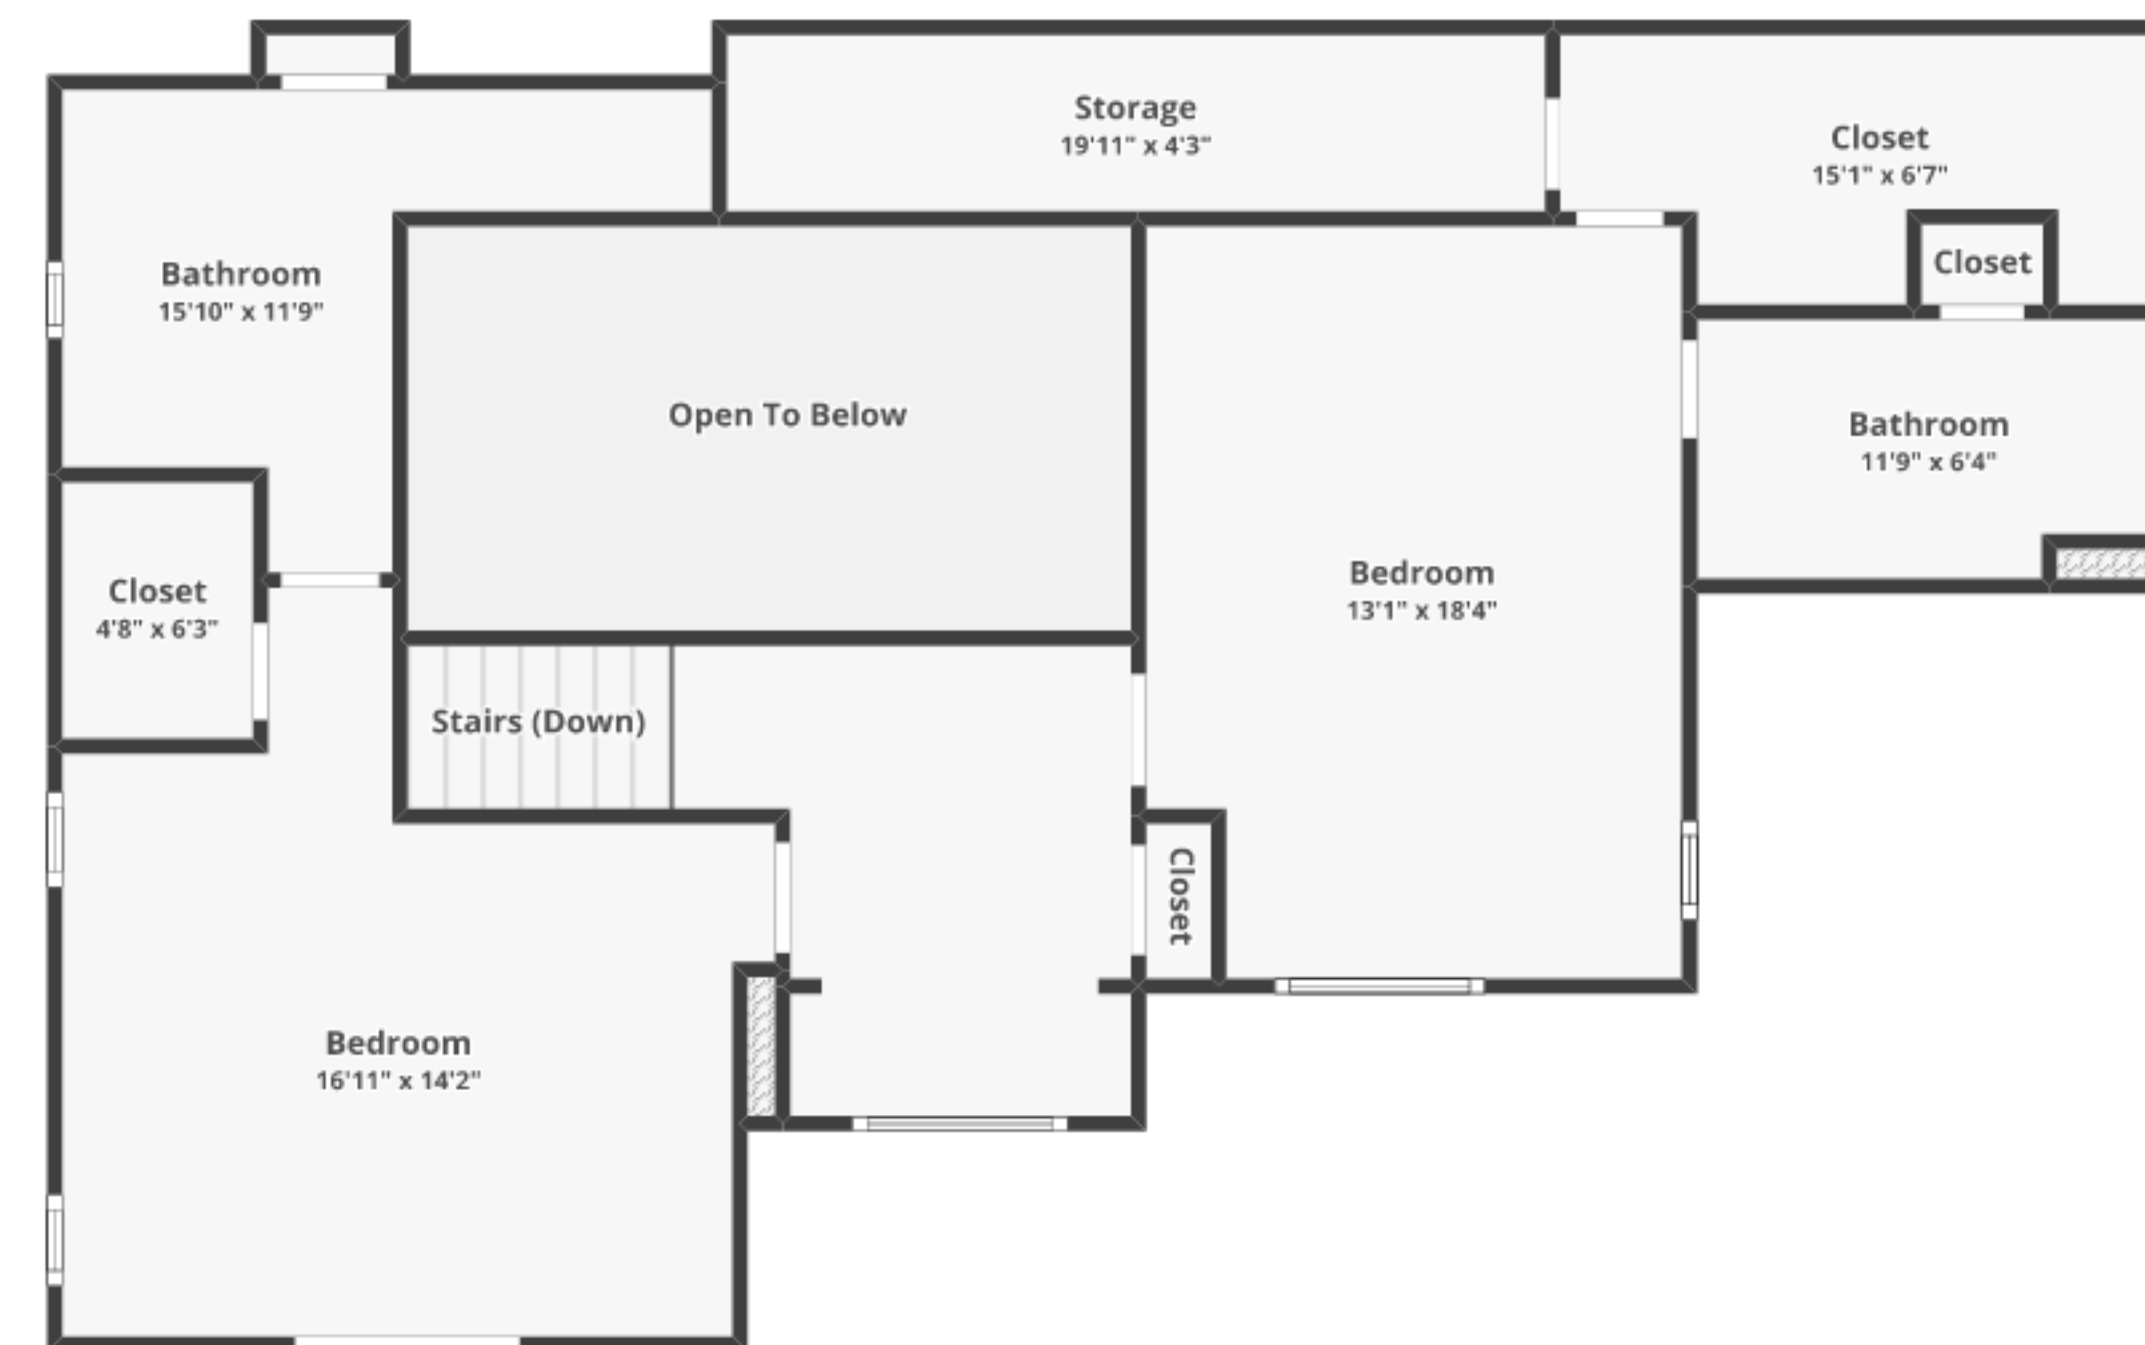 Storage
19'11" x 4'3"
Closet
15'1" x 6'7"
Closet
Bathroom
15'10" x 11'9"
Open To Below
Bathroom
11'9" x 6'4"
Bedroom
13'1" x 18'4"
Closet
4'8" x 6'3"
Stairs (Down)
Closet
Bedroom
16'11" x 14'2"